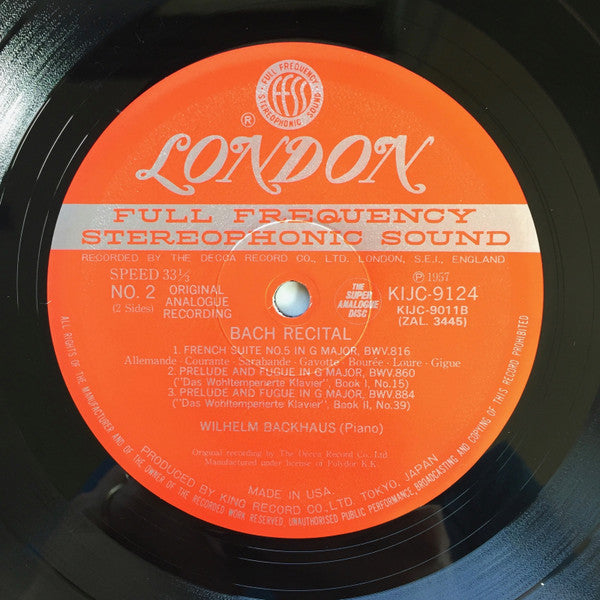 FULL FREQUENCY
ffss
STEREOPHONIC SOUND
®
LONDON
FULL FREQUENCY
STEREOPHONIC SOUND
RECORDED BY THE DECCA RECORD CO., LTD. LONDON, S.E.I., ENGLAND
SPEED 33⅓
NO. 2
(2 Sides)
ORIGINAL
ANALOGUE
RECORDING
THE
SUPER
ANALOGUE
DISC
℗ 1957
KIJC-9124
KIJC-9011B
(ZAL. 3445)
BACH RECITAL
1. FRENCH SUITE NO.5 IN G MAJOR, BWV.816
Allemande - Courante - Sarabande - Gavotte - Bourée - Loure - Gigue
2. PRELUDE AND FUGUE IN G MAJOR, BWV.860
("Das Wohltemperierte Klavier", Book I, No.15)
3. PRELUDE AND FUGUE IN G MAJOR, BWV.884
("Das Wohltemperierte Klavier", Book II, No.39)
WILHELM BACKHAUS (Piano)
Original recording by The Decca Record Co., Ltd
Manufactured under license of Polydor K.K.
MADE IN USA
PRODUCED BY KING RECORD CO., LTD. TOKYO, JAPAN
ALL RIGHTS OF THE MANUFACTURER AND OF THE OWNER OF THE RECORDED WORK RESERVED. UNAUTHORISED PUBLIC PERFORMANCE, BROADCASTING AND COPYING OF THIS RECORD PROHIBITED